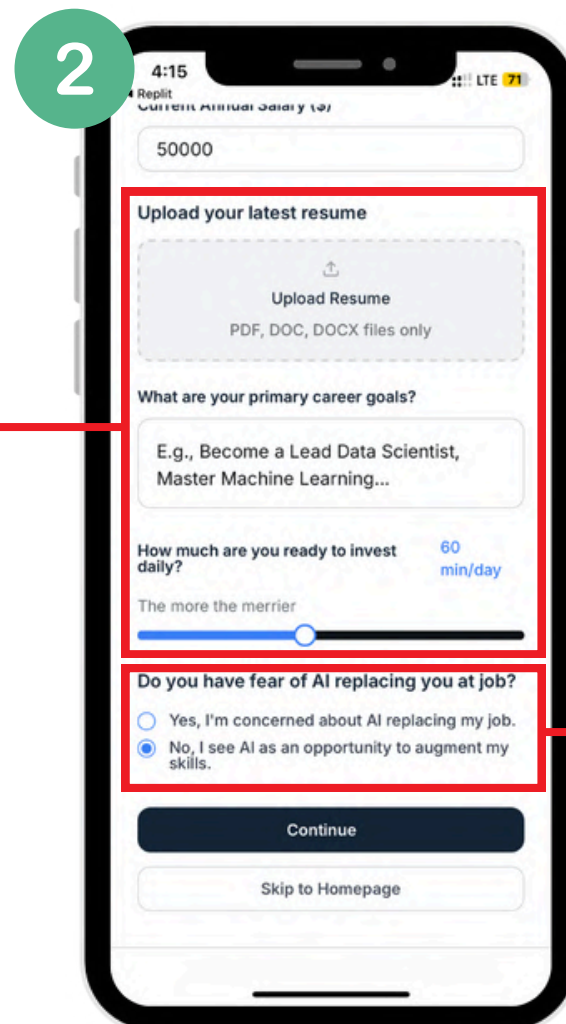 2
4:15
LTE 71
Replit
Current Annual Salary ($)
50000
Upload your latest resume
Upload Resume
PDF, DOC, DOCX files only
What are your primary career goals?
E.g., Become a Lead Data Scientist,
Master Machine Learning...
How much are you ready to invest
daily?
60
min/day
The more the merrier
Do you have fear of AI replacing you at job?
Yes, I'm concerned about AI replacing my job.
No, I see AI as an opportunity to augment my
skills.
Continue
Skip to Homepage